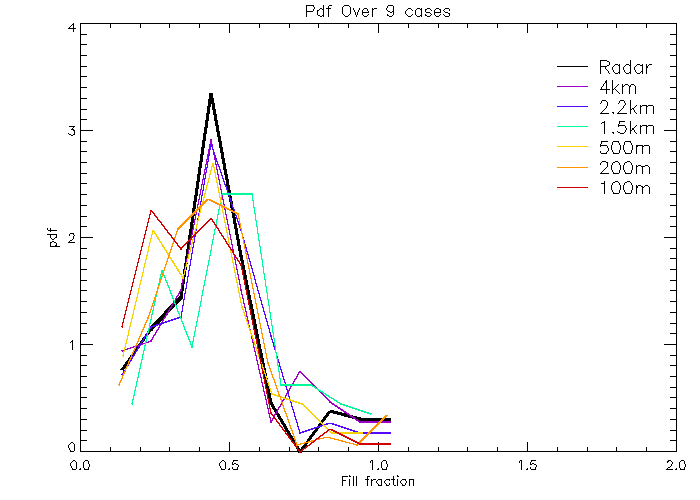 Pdf Over 9 cases
4
3
2
1
0
pdf
0.0 0.5 1.0 1.5 2.0
Fill fraction
Radar
4km
2.2km
1.5km
500m
200m
100m